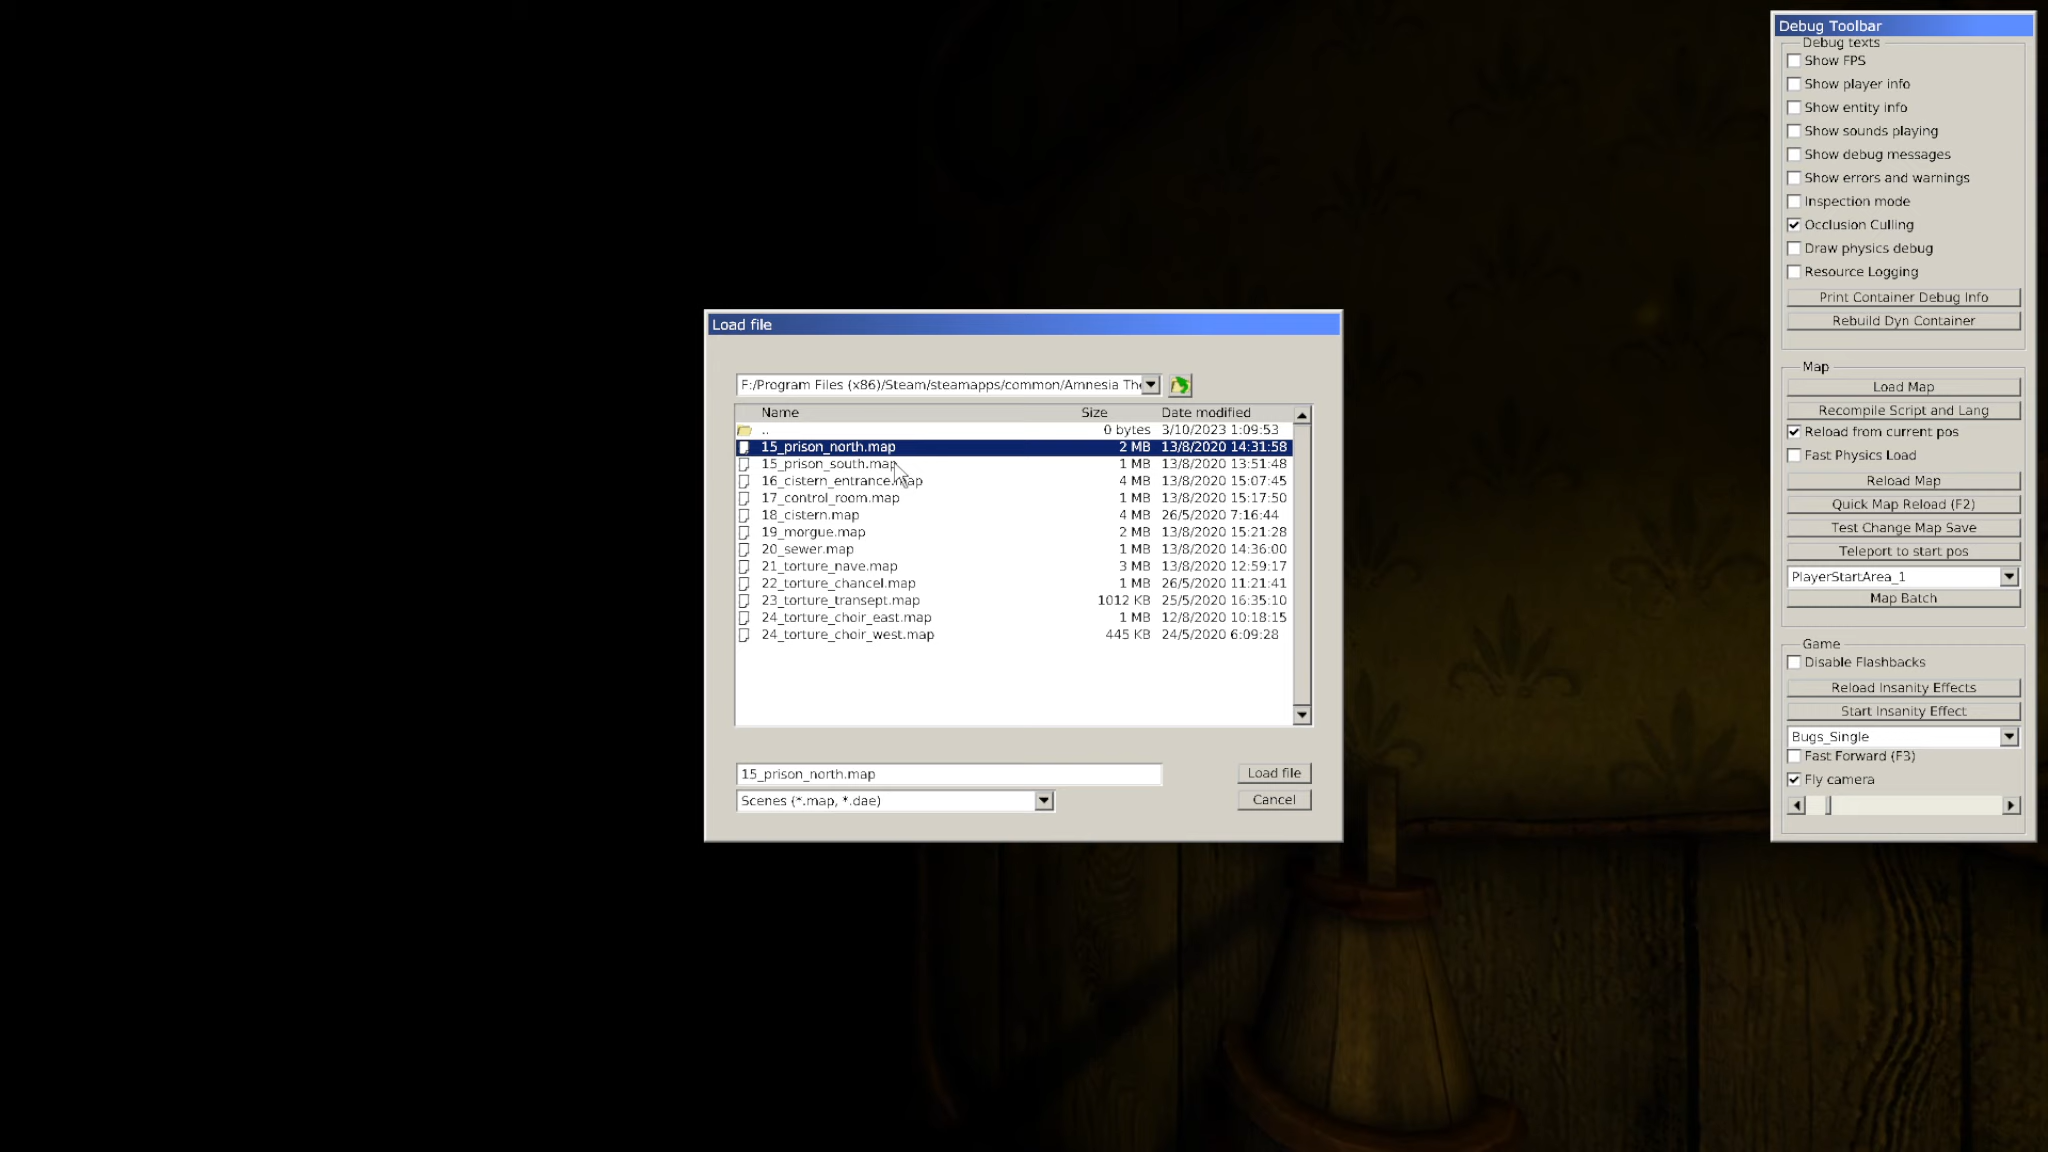 Load file
F:/Program Files (x86)/Steam/steamapps/common/Amnesia The
Name Size Date modified
.. 0 bytes 3/10/2023 1:09:53
15_prison_north.map 2 MB 13/8/2020 14:31:58
15_prison_south.map 1 MB 13/8/2020 13:51:48
16_cistern_entrance.map 4 MB 13/8/2020 15:07:45
17_control_room.map 1 MB 13/8/2020 15:17:50
18_cistern.map 4 MB 26/5/2020 7:16:44
19_morgue.map 2 MB 13/8/2020 15:21:28
20_sewer.map 1 MB 13/8/2020 14:36:00
21_torture_nave.map 3 MB 13/8/2020 12:59:17
22_torture_chancel.map 1 MB 26/5/2020 11:21:41
23_torture_transept.map 1012 KB 25/5/2020 16:35:10
24_torture_choir_east.map 1 MB 12/8/2020 10:18:15
24_torture_choir_west.map 445 KB 24/5/2020 6:09:28
15_prison_north.map Load file
Scenes (*.map, *.dae) Cancel
Debug Toolbar
Debug texts
Show FPS
Show player info
Show entity info
Show sounds playing
Show debug messages
Show errors and warnings
Inspection mode
Occlusion Culling
Draw physics debug
Resource Logging
Print Container Debug Info
Rebuild Dyn Container
Map
Load Map
Recompile Script and Lang
Reload from current pos
Fast Physics Load
Reload Map
Quick Map Reload (F2)
Test Change Map Save
Teleport to start pos
PlayerStartArea_1
Map Batch
Game
Disable Flashbacks
Reload Insanity Effects
Start Insanity Effect
Bugs_Single
Fast Forward (F3)
Fly camera